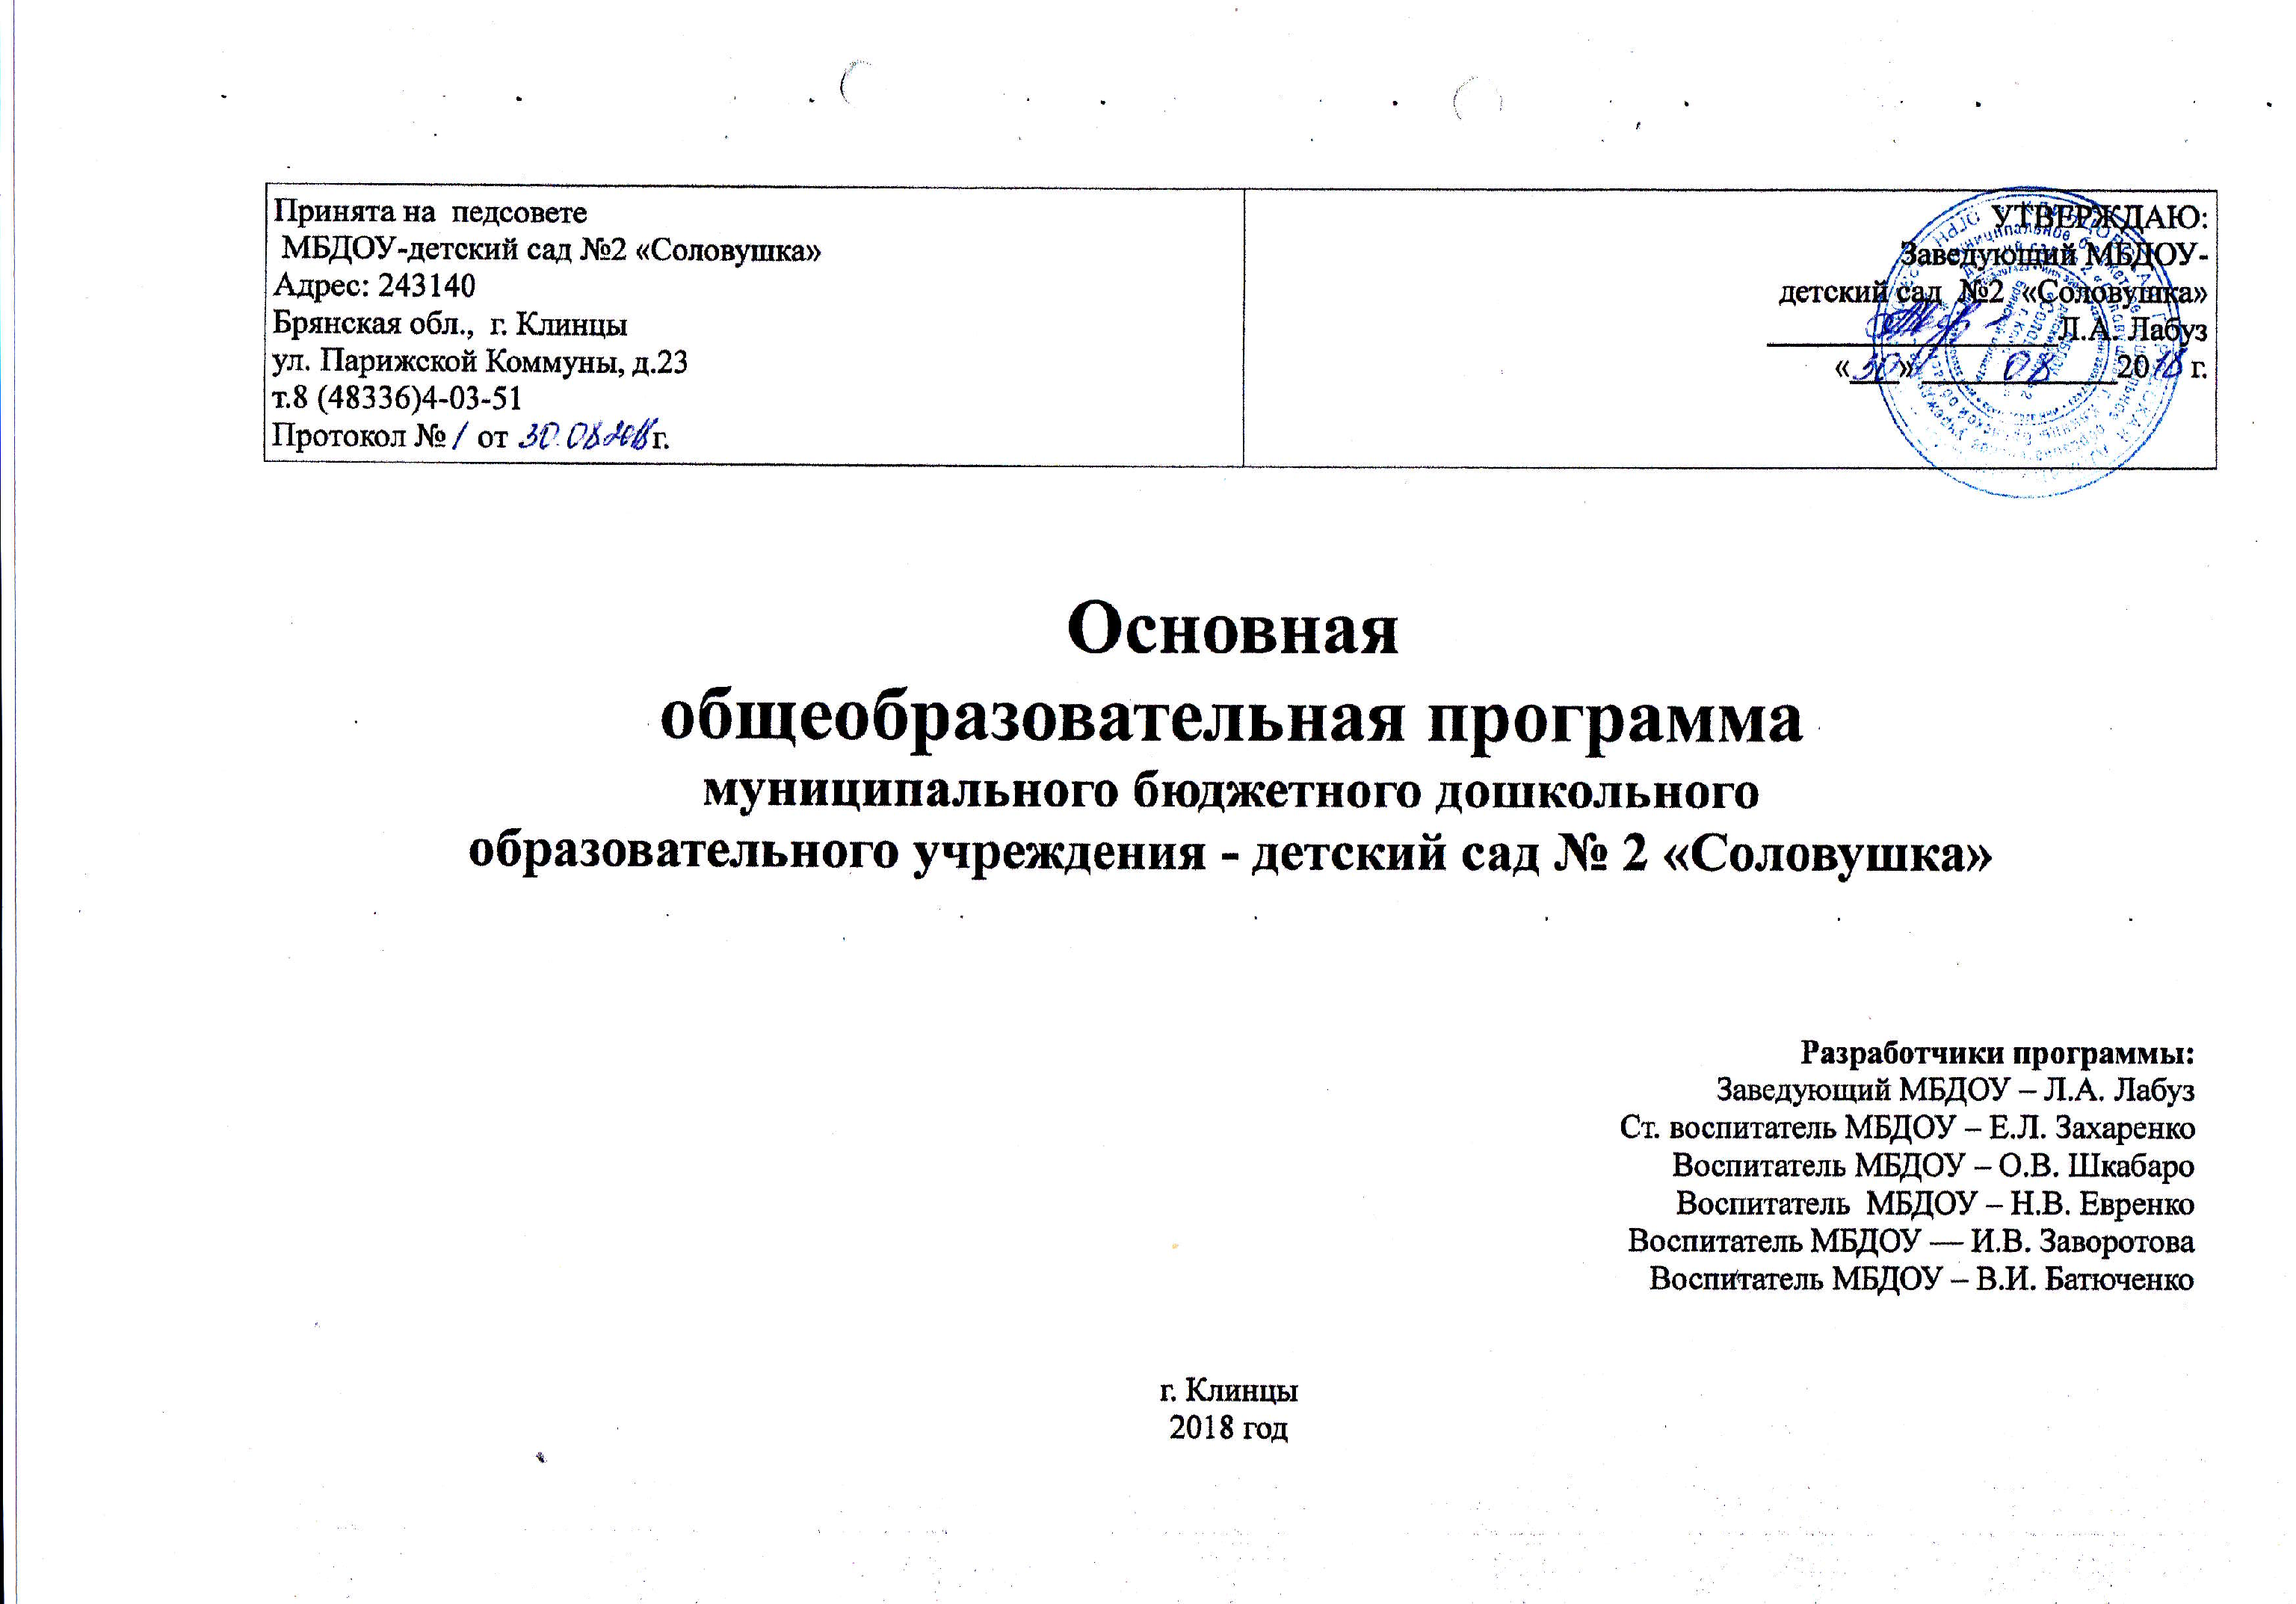 Принята на педсовете
МБДОУ-детский сад №2 «Соловушка»
Адрес: 243140
Брянская обл., г. Клинцы
ул. Парижской Коммуны, д.23
т.8 (48336)4-03-51
Протокол № 1 от 30.08.2018г.
УТВЕРЖДАЮ:
Заведующий МБДОУ-
детский сад №2 «Соловушка»
Л.А. Лабуз
«30» 08 2018 г.
Основная
общеобразовательная программа
муниципального бюджетного дошкольного
образовательного учреждения - детский сад № 2 «Соловушка»
Разработчики программы:
Заведующий МБДОУ – Л.А. Лабуз
Ст. воспитатель МБДОУ – Е.Л. Захаренко
Воспитатель МБДОУ – О.В. Шкабаро
Воспитатель МБДОУ – Н.В. Евренко
Воспитатель МБДОУ — И.В. Заворотова
Воспитатель МБДОУ – В.И. Батюченко
г. Клинцы
2018 год